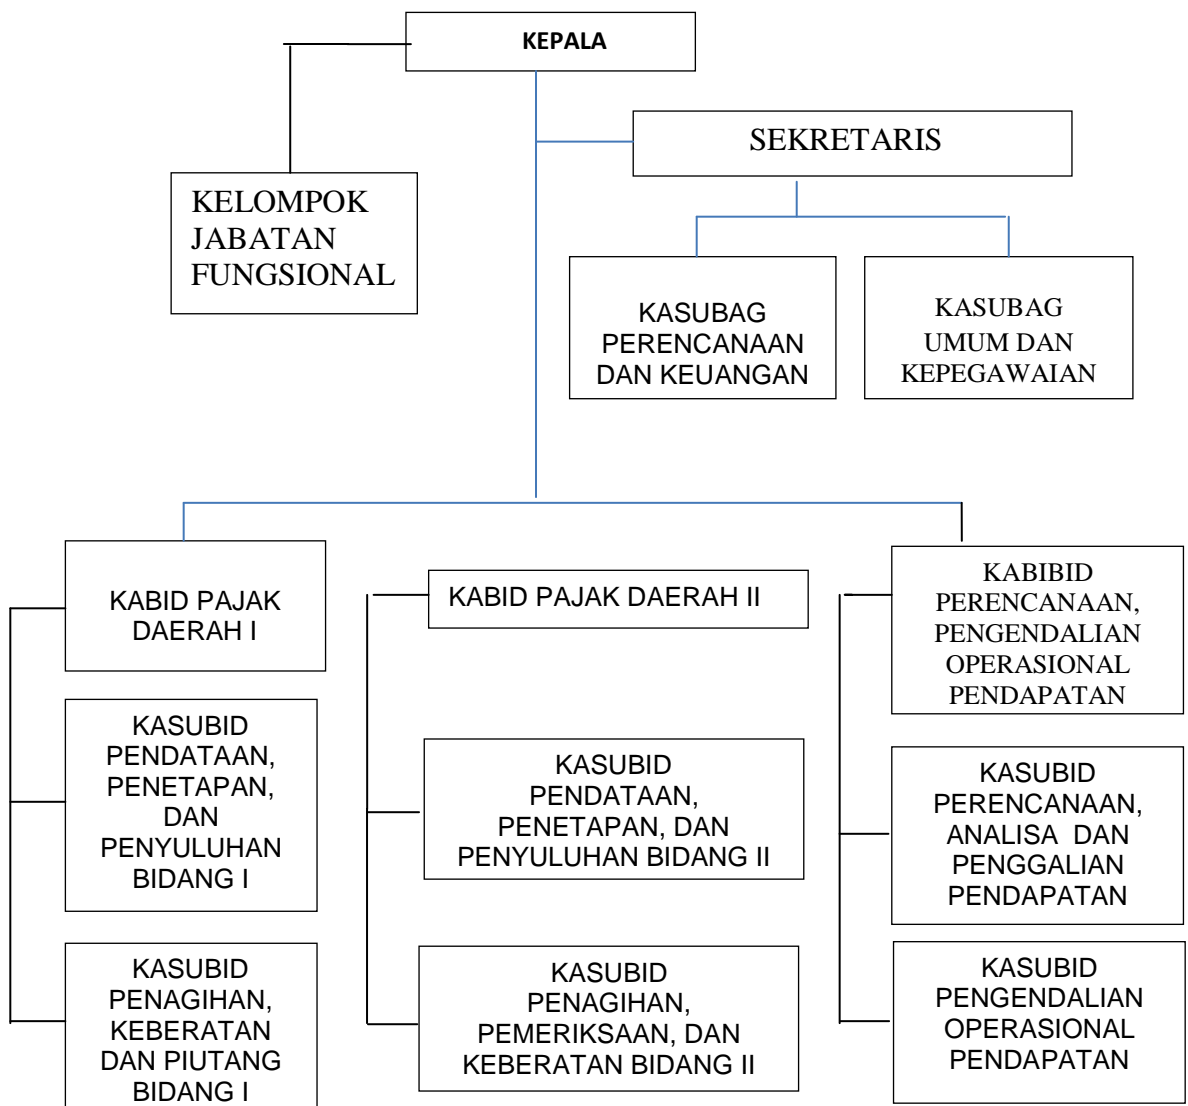 KEPALA
SEKRETARIS
KELOMPOK
JABATAN
FUNGSIONAL
KASUBAG
PERENCANAAN
DAN KEUANGAN
KASUBAG
UMUM DAN
KEPEGAWAIAN
KABID PAJAK
DAERAH I
KABID PAJAK DAERAH II
KABIBID
PERENCANAAN,
PENGENDALIAN
OPERASIONAL
PENDAPATAN
KASUBID
PENDATAAN,
PENETAPAN,
DAN
PENYULUHAN
BIDANG I
KASUBID
PENDATAAN,
PENETAPAN, DAN
PENYULUHAN BIDANG II
KASUBID
PERENCANAAN,
ANALISA  DAN
PENGGALIAN
PENDAPATAN
KASUBID
PENAGIHAN,
KEBERATAN
DAN PIUTANG
BIDANG I
KASUBID
PENAGIHAN,
PEMERIKSAAN, DAN
KEBERATAN BIDANG II
KASUBID
PENGENDALIAN
OPERASIONAL
PENDAPATAN